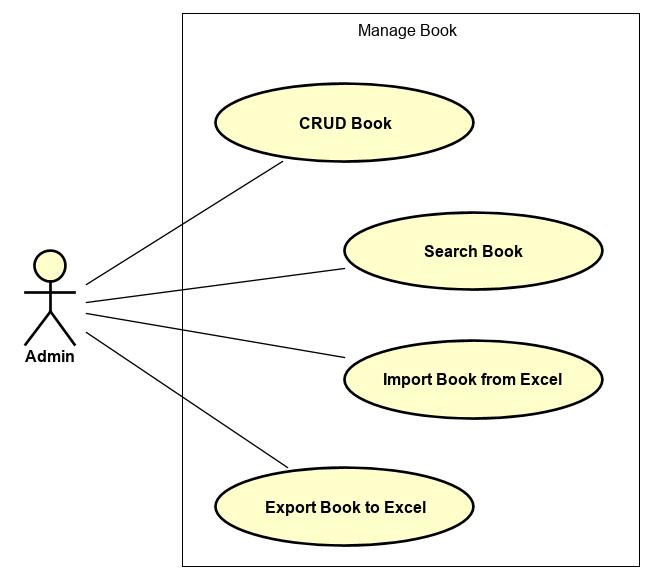 Manage Book
CRUD Book
Search Book
Admin
Import Book from Excel
Export Book to Excel